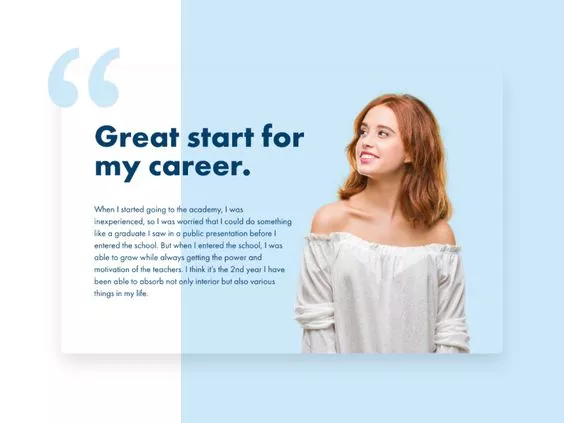 “
Great start for
my career.
When I started going to the academy, I was
inexperienced, so I was worried that I could do something
like a graduate I saw in a public presentation before I
entered the school. But when I entered the school, I was
able to grow while always getting the power and
motivation of the teachers. I think it's the 2nd year I have
been able to absorb not only interior but also various
things in my life.